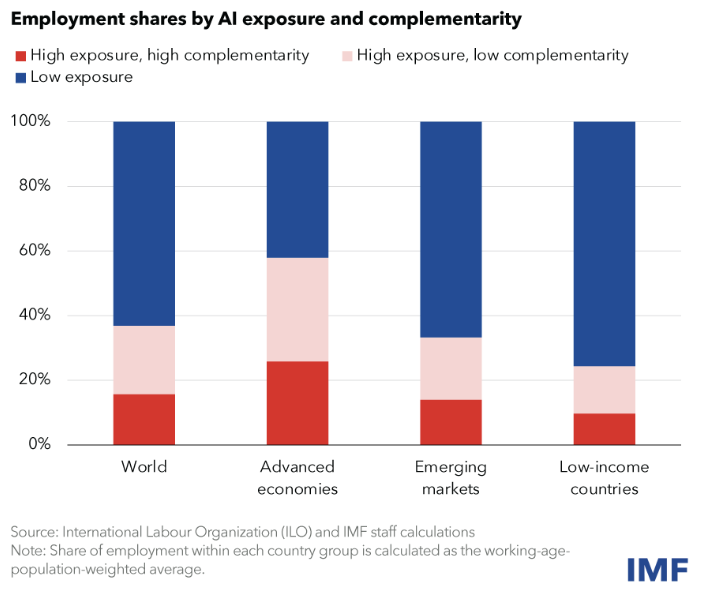 Employment shares by AI exposure and complementarity
High exposure, high complementarity
High exposure, low complementarity
Low exposure
100%
80%
60%
40%
20%
0%
World
Advanced
economies
Emerging
markets
Low-income
countries
Source: International Labour Organization (ILO) and IMF staff calculations
Note: Share of employment within each country group is calculated as the working-age-
population-weighted average.
IMF